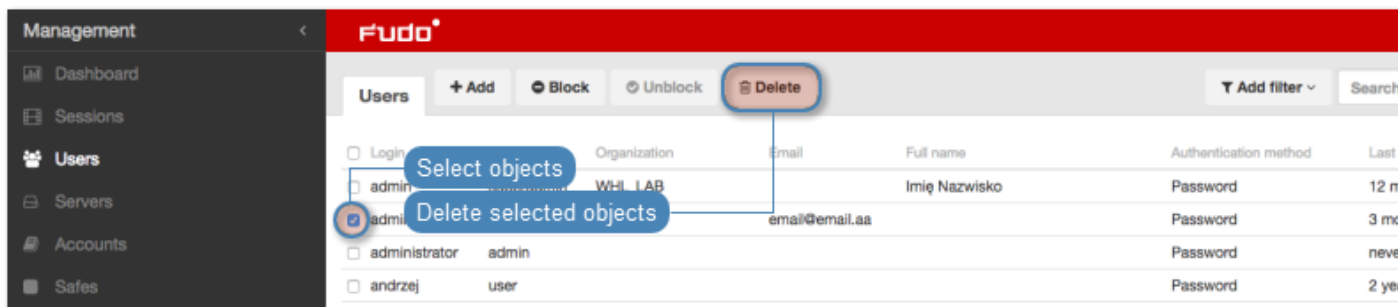 Management
FUDO
Dashboard
Sessions
Users
Servers
Accounts
Safes
Users
Add
Block
Unblock
Delete
Add filter
Search
Login Organization Email Full name Authentication method Last
admin WHL_LAB Imię Nazwisko Password 12 m
admi email@email.aa Password 3 mo
administrator admin Password neve
andrzej user Password 2 ye
Select objects
Delete selected objects